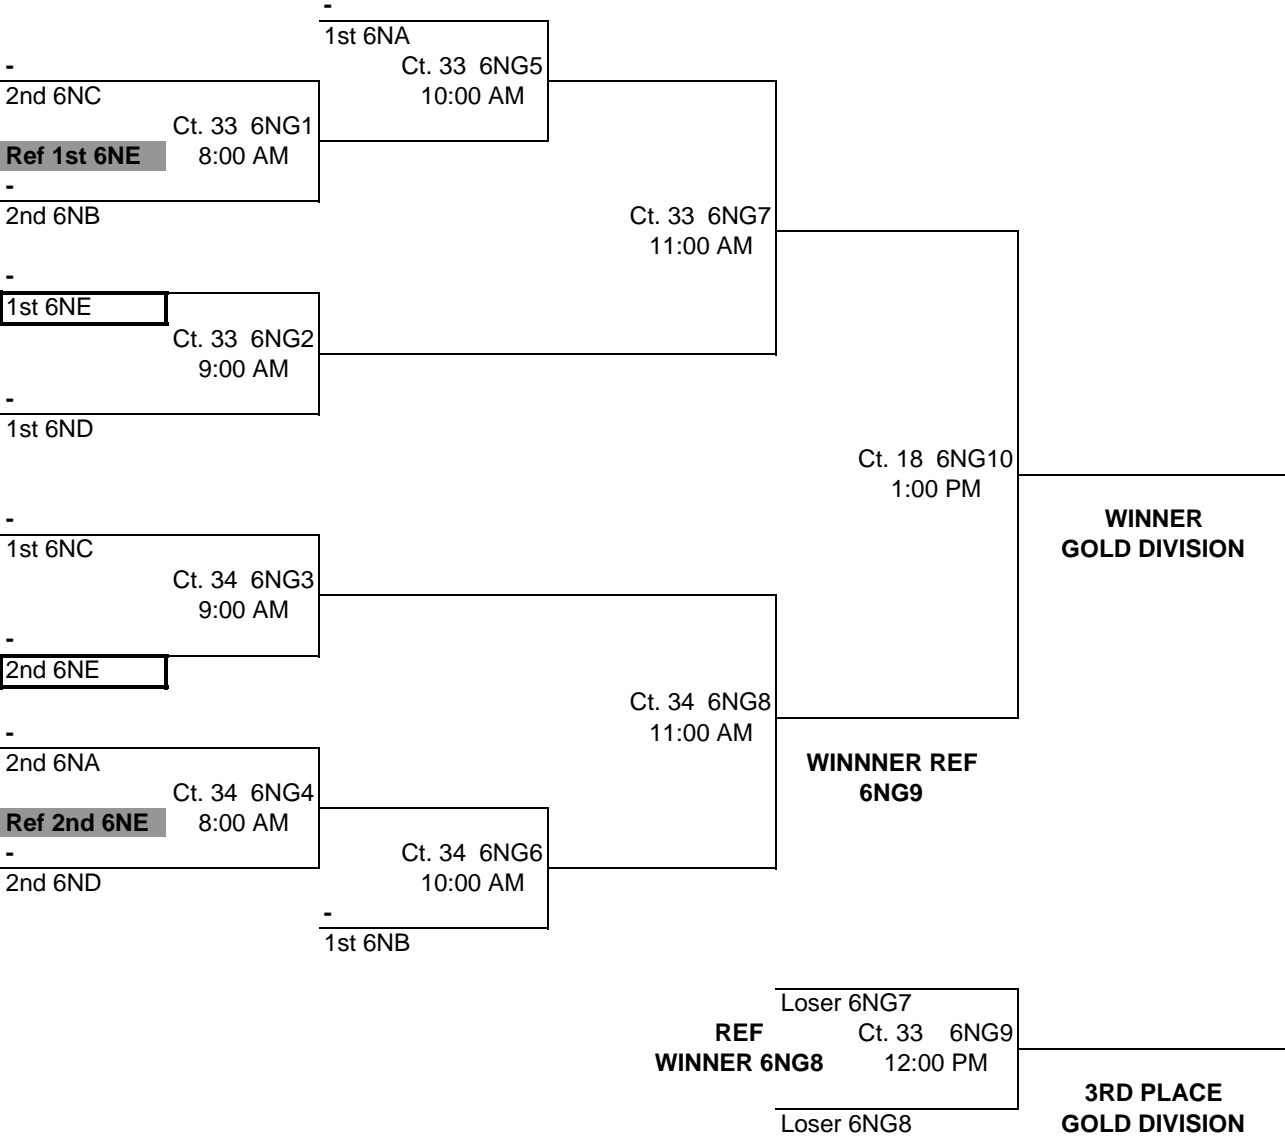 -
1st 6NA
Ct. 33 6NG5
10:00 AM
-
2nd 6NC
Ct. 33 6NG1
Ref 1st 6NE 8:00 AM
-
2nd 6NB
Ct. 33 6NG7
11:00 AM
-
1st 6NE
Ct. 33 6NG2
9:00 AM
-
1st 6ND
Ct. 18 6NG10
1:00 PM
WINNER
GOLD DIVISION
-
1st 6NC
Ct. 34 6NG3
9:00 AM
-
2nd 6NE
Ct. 34 6NG8
11:00 AM
-
2nd 6NA
WINNNER REF
6NG9
Ct. 34 6NG4
Ref 2nd 6NE 8:00 AM
-
2nd 6ND
Ct. 34 6NG6
10:00 AM
-
1st 6NB
Loser 6NG7
REF
WINNER 6NG8
Ct. 33 6NG9
12:00 PM
Loser 6NG8
3RD PLACE
GOLD DIVISION